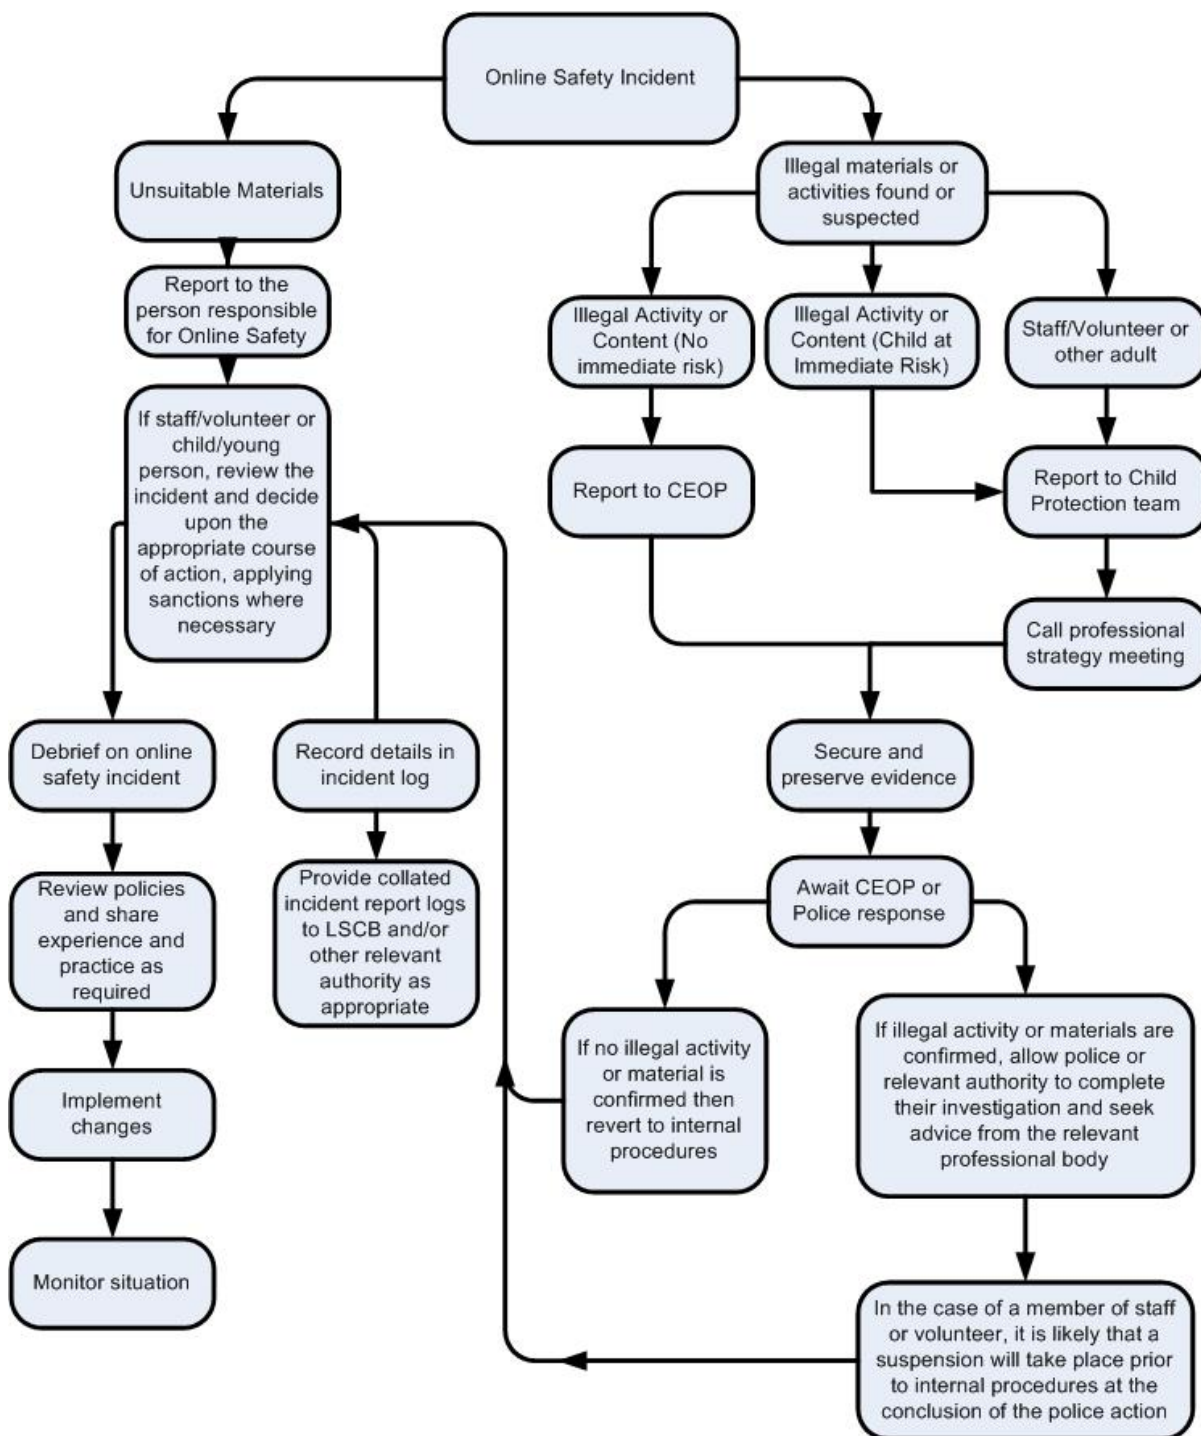 Online Safety Incident
Unsuitable Materials
Report to the
person responsible
for Online Safety
If staff/volunteer or
child/young
person, review the
incident and decide
upon the
appropriate course
of action, applying
sanctions where
necessary
Debrief on online
safety incident
Review policies
and share
experience and
practice as
required
Implement
changes
Monitor situation
Record details in
incident log
Provide collated
incident report logs
to LSCB and/or
other relevant
authority as
appropriate
Illegal materials or
activities found or
suspected
Illegal Activity or
Content (No
immediate risk)
Illegal Activity or
Content (Child at
Immediate Risk)
Staff/Volunteer or
other adult
Report to CEOP
Report to Child
Protection team
Call professional
strategy meeting
Secure and
preserve evidence
Await CEOP or
Police response
If no illegal activity
or material is
confirmed then
revert to internal
procedures
If illegal activity or materials are
confirmed, allow police or
relevant authority to complete
their investigation and seek
advice from the relevant
professional body
In the case of a member of staff
or volunteer, it is likely that a
suspension will take place prior
to internal procedures at the
conclusion of the police action